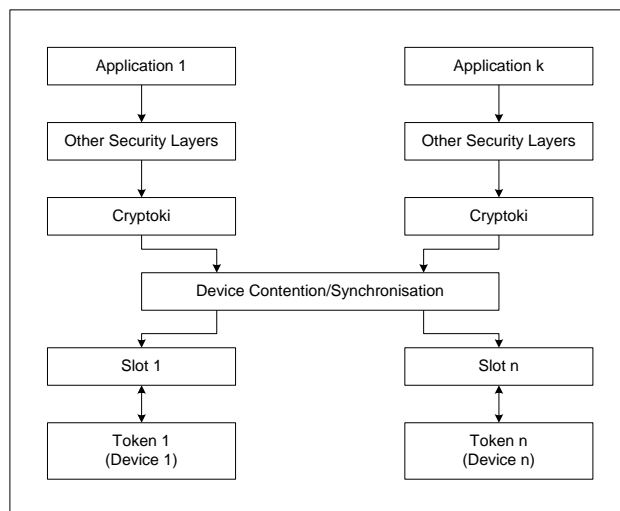 Application 1
Application k
Other Security Layers
Other Security Layers
Cryptoki
Cryptoki
Device Contention/Synchronisation
Slot 1
Slot n
Token 1
(Device 1)
Token n
(Device n)